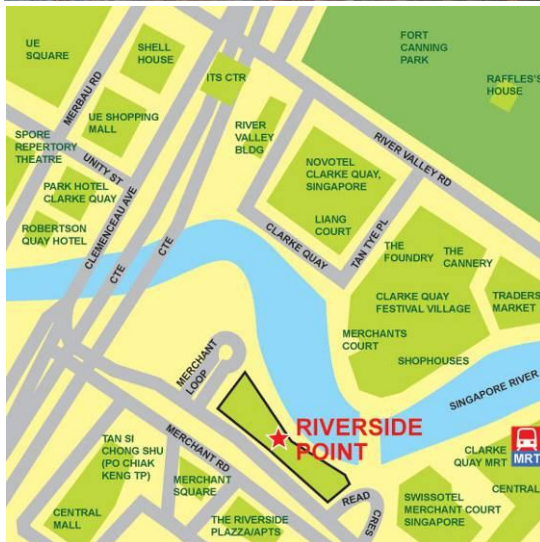 UE
SQUARE
SHELL
HOUSE
ITS CTR
FORT
CANNING
PARK
RAFFLES'S
HOUSE
MERBAU RD
UE SHOPPING
MALL
RIVER
VALLEY
BLDG
RIVER VALLEY RD
SPORE
REPERTORY
THEATRE
UNITY ST
NOVOTEL
CLARKE QUAY,
SINGAPORE
PARK HOTEL
CLARKE QUAY
CLEMENCEAU AVE
LIANG
COURT
TAN TYE PL
ROBERTSON
QUAY HOTEL
CTE
CTE
CLARKE QUAY
THE
FOUNDRY
THE
CANNERY
CLARKE QUAY
FESTIVAL VILLAGE
TRADERS
MARKET
MERCHANTS
COURT
SHOPHOUSES
SINGAPORE RIVER
MERCHANT
LOOP
RIVERSIDE
POINT
MERCHANT RD
TAN SI
CHONG SHU
(PO CHIAK
KENG TP)
MERCHANT
SQUARE
CLARKE
QUAY MRT
MRT
READ
CRES
SWISSOTEL
MERCHANT COURT
SINGAPORE
CENTRAL
CENTRAL
MALL
THE RIVERSIDE
PLAZZA/APTS